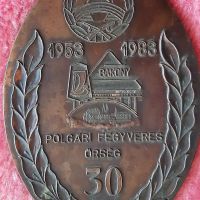 1953 1983
BAKONY
POLGÁRI FEGYVERES
ŐRSÉG
30